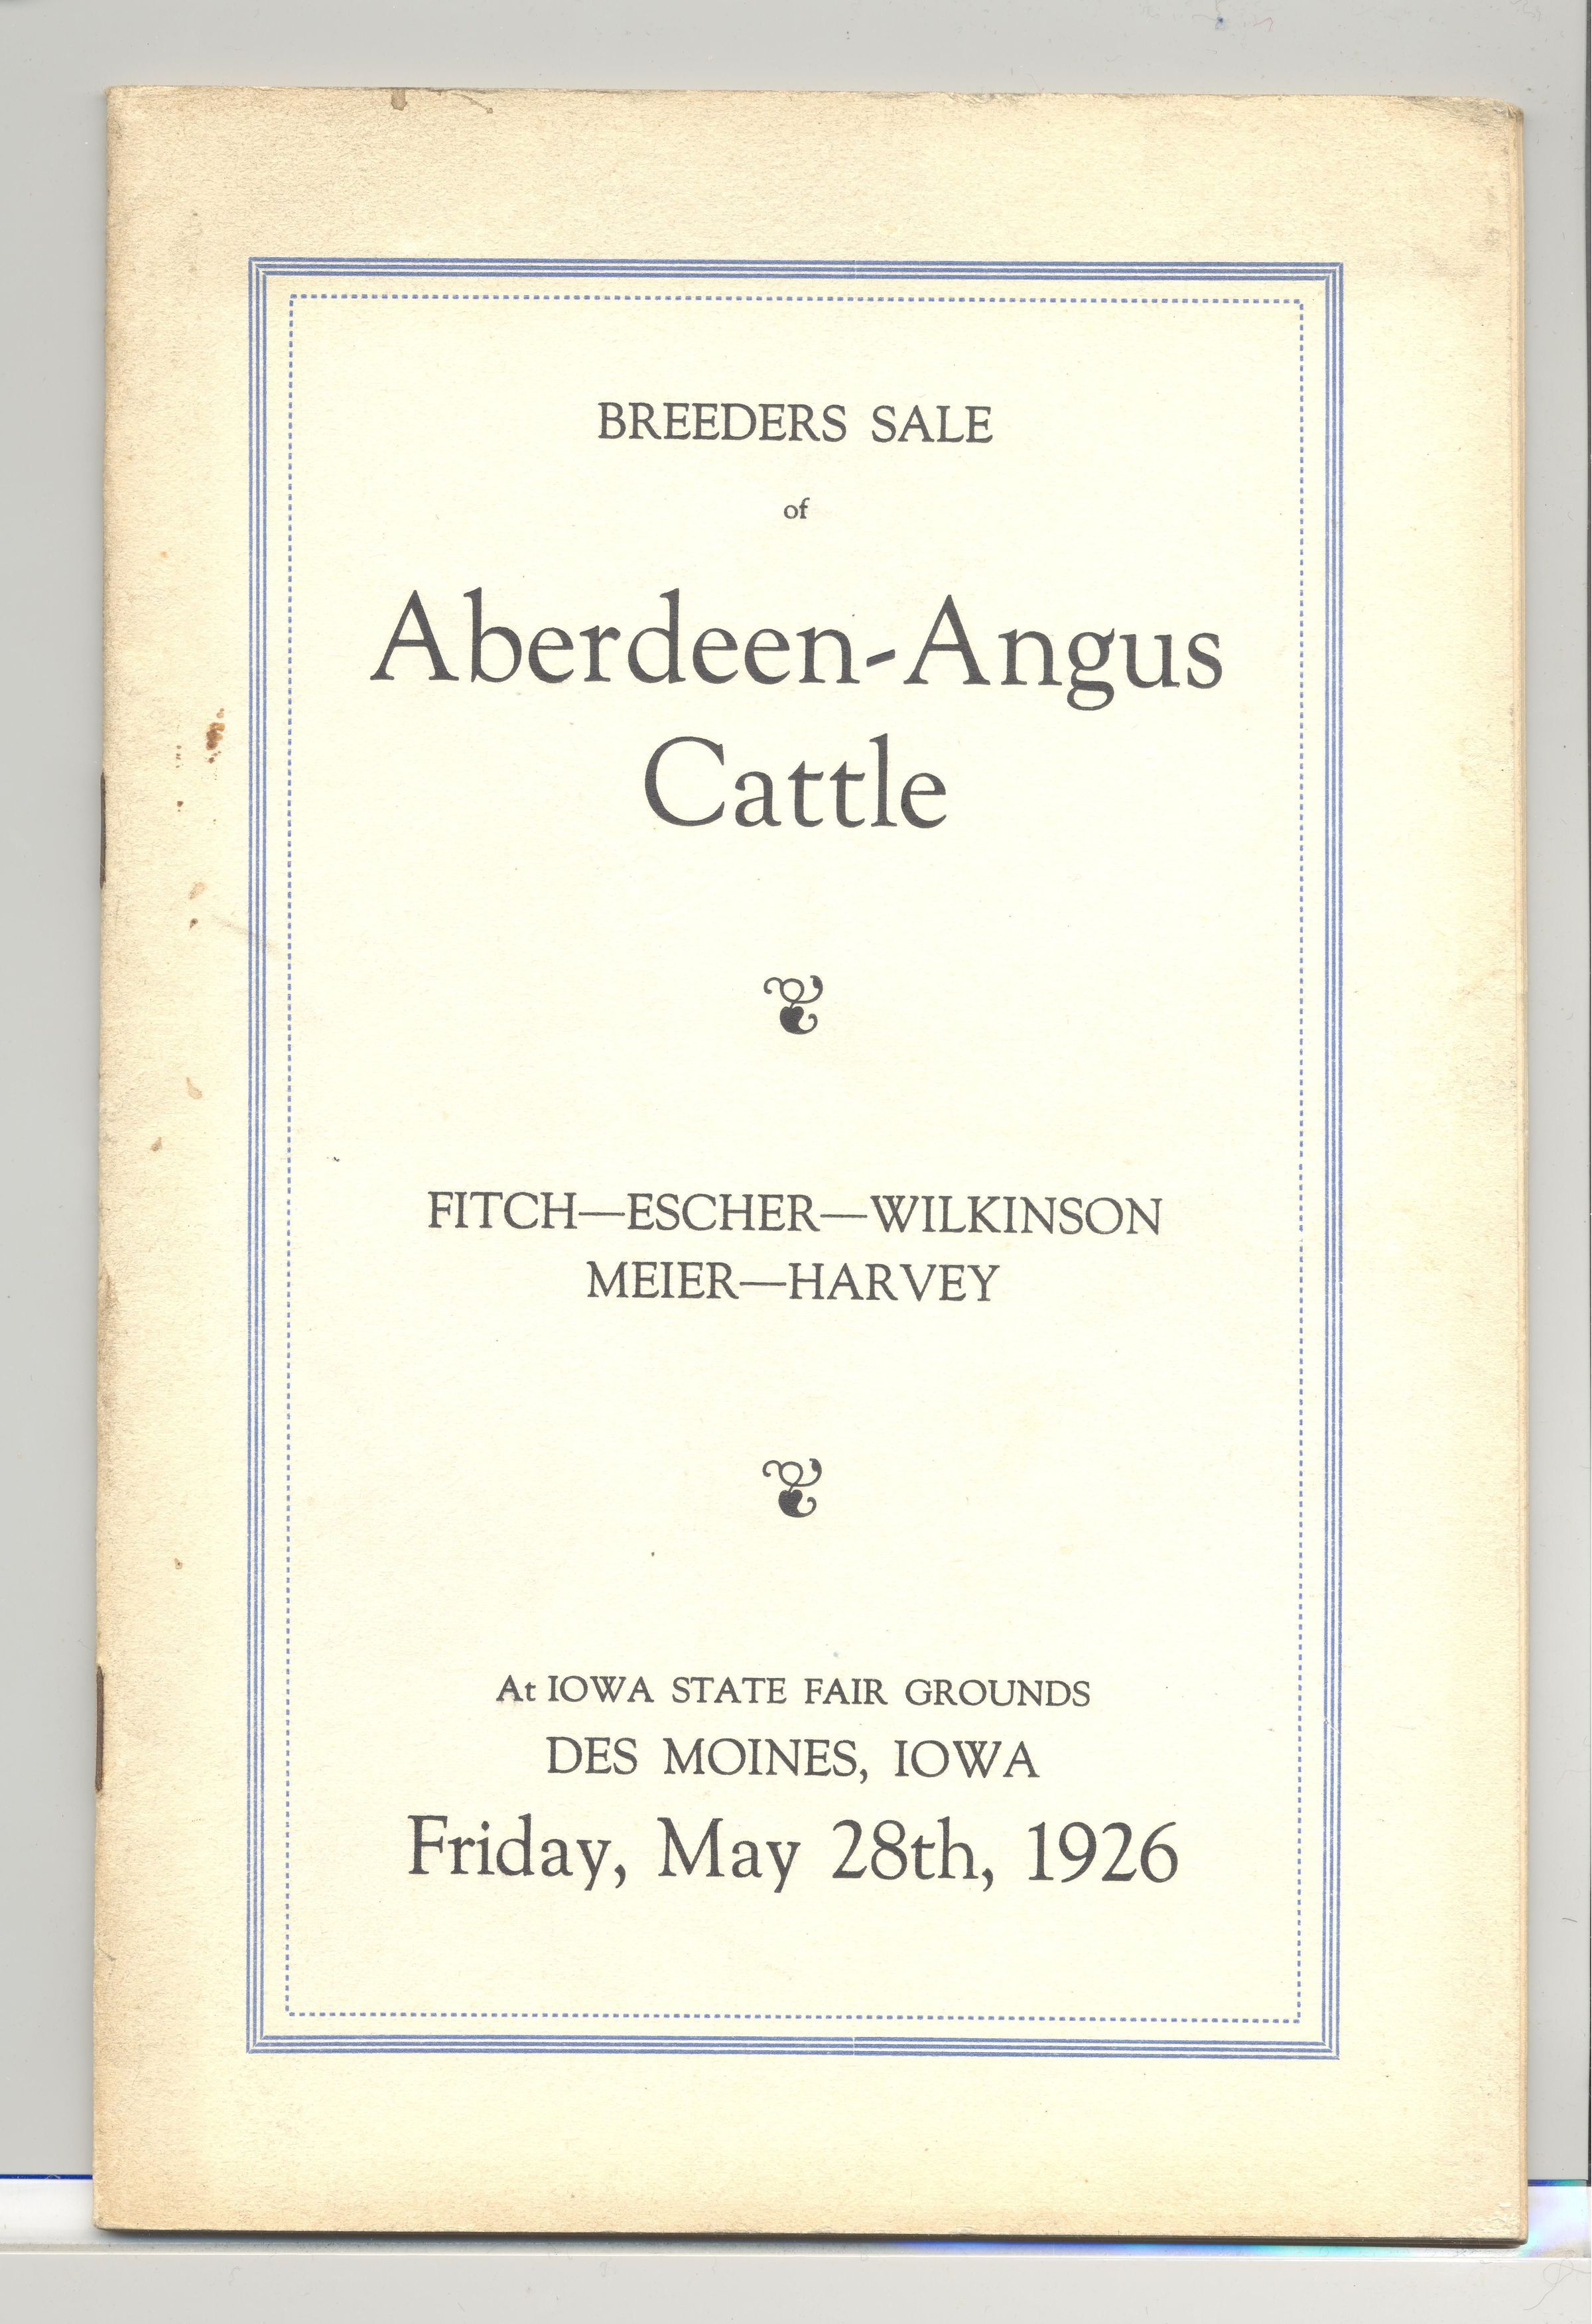 BREEDERS SALE
of
Aberdeen-Angus
Cattle
FITCH—ESCHER—WILKINSON
MEIER—HARVEY
At IOWA STATE FAIR GROUNDS
DES MOINES, IOWA
Friday, May 28th, 1926